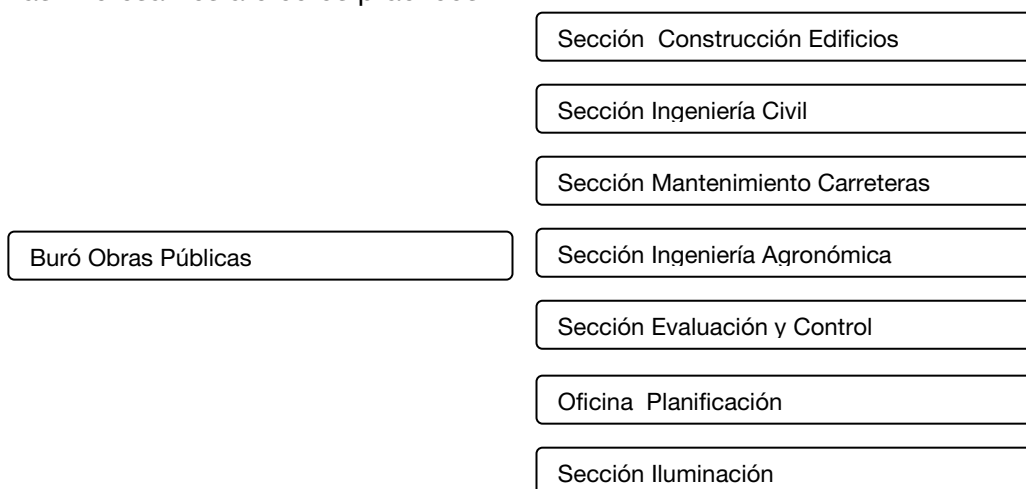 Sección Construcción Edificios
Sección Ingeniería Civil
Sección Mantenimiento Carreteras
Buró Obras Públicas
Sección Ingeniería Agronómica
Sección Evaluación y Control
Oficina Planificación
Sección Iluminación